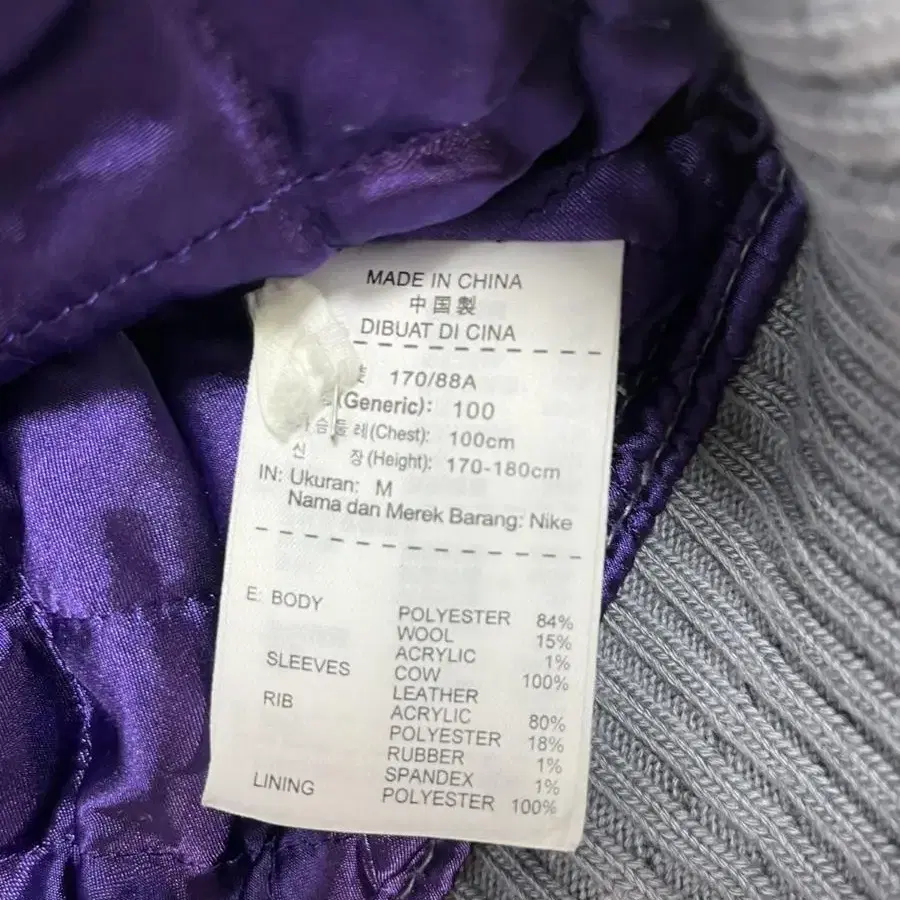 MADE IN CHINA
中国製
DIBUAT DI CINA
170/88A
(Generic): 100
슴둘레(Chest): 100cm
신 장(Height): 170-180cm
IN: Ukuran: M
Nama dan Merek Barang: Nike
E: BODY POLYESTER 84%
WOOL 15%
ACRYLIC 1%
SLEEVES COW 100%
LEATHER
RIB ACRYLIC 80%
POLYESTER 18%
RUBBER 1%
SPANDEX 1%
LINING POLYESTER 100%